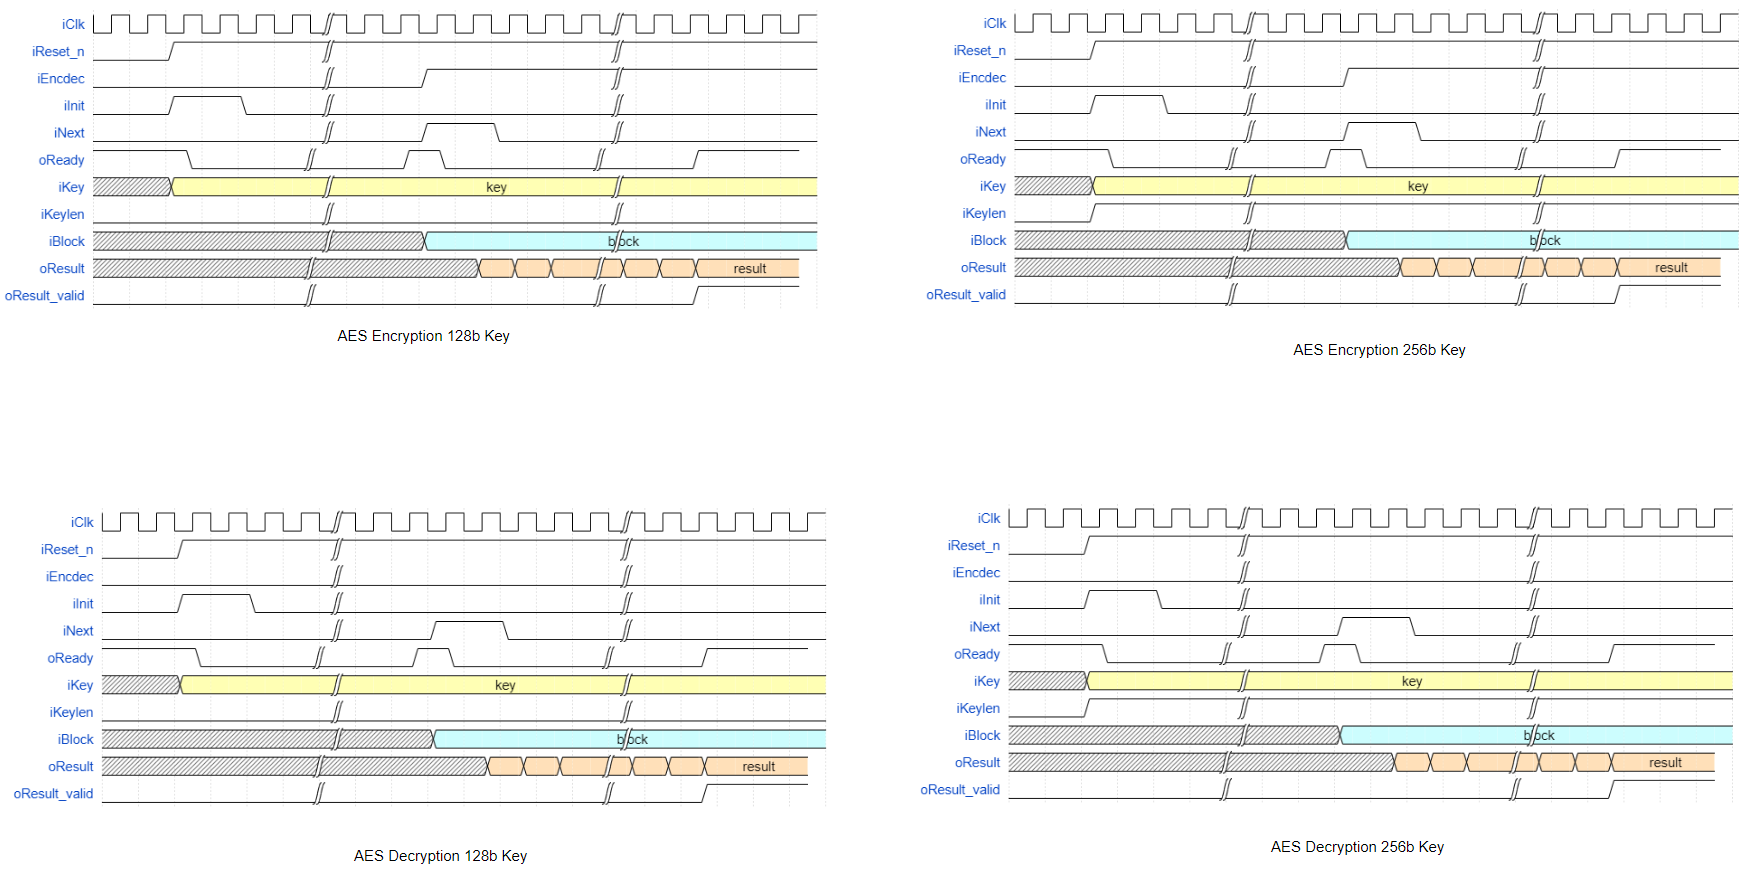 iClk
iReset_n
iEncdec
iInit
iNext
oReady
iKey
key
iKeylen
iBlock
block
oResult
result
oResult_valid
AES Encryption 128b Key
iClk
iReset_n
iEncdec
iInit
iNext
oReady
iKey
key
iKeylen
iBlock
block
oResult
result
oResult_valid
AES Encryption 256b Key
iClk
iReset_n
iEncdec
iInit
iNext
oReady
iKey
key
iKeylen
iBlock
block
oResult
result
oResult_valid
AES Decryption 128b Key
iClk
iReset_n
iEncdec
iInit
iNext
oReady
iKey
key
iKeylen
iBlock
block
oResult
result
oResult_valid
AES Decryption 256b Key